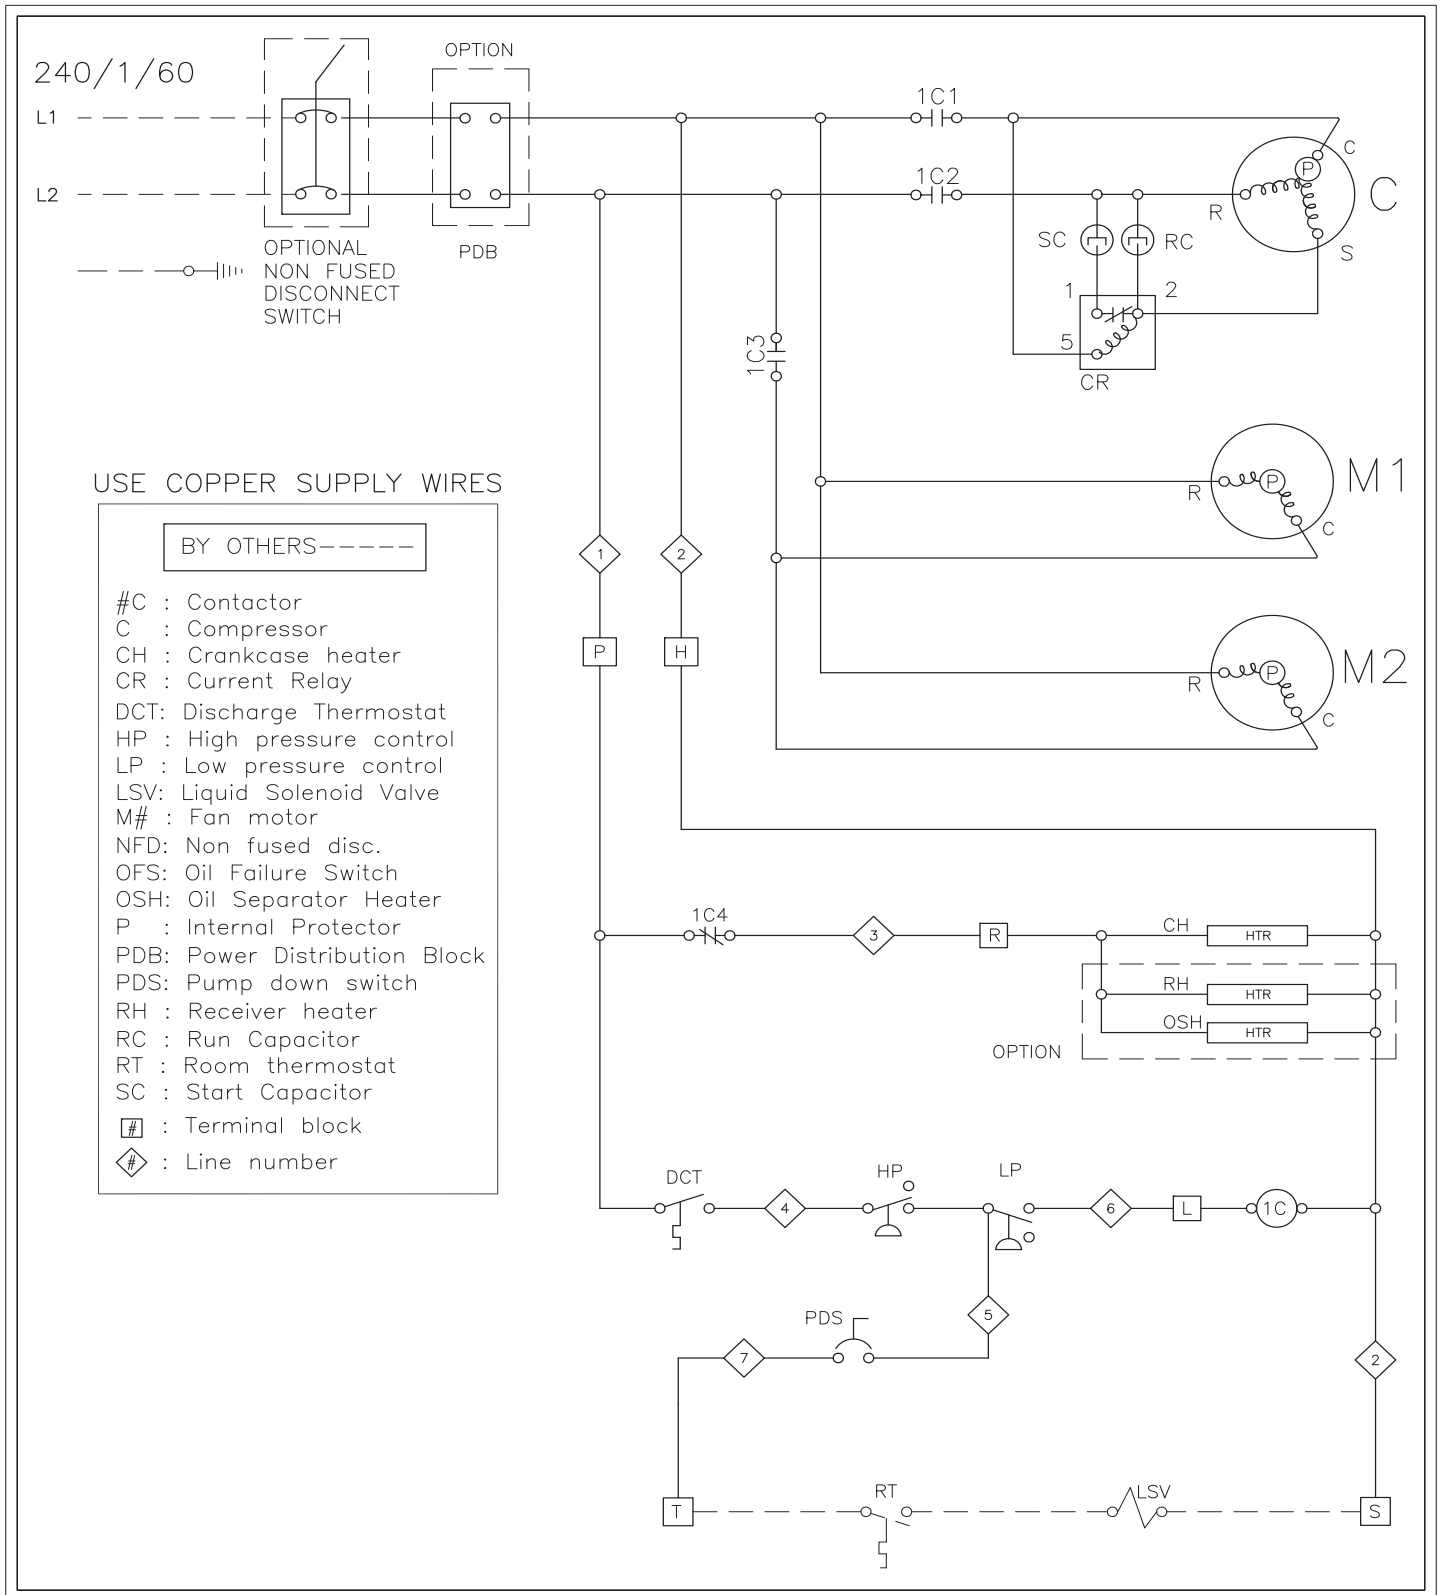 240/1/60
OPTION
L1
1C1
L2
1C2
C
P
C
R
S
SC
RC
OPTIONAL
NON FUSED
DISCONNECT
SWITCH
PDB
1
2
5
CR
1C3
USE COPPER SUPPLY WIRES
BY OTHERS-----
#C : Contactor
C : Compressor
CH : Crankcase heater
CR : Current Relay
DCT: Discharge Thermostat
HP : High pressure control
LP : Low pressure control
LSV: Liquid Solenoid Valve
M# : Fan motor
NFD: Non fused disc.
OFS: Oil Failure Switch
OSH: Oil Separator Heater
P : Internal Protector
PDB: Power Distribution Block
PDS: Pump down switch
RH : Receiver heater
RC : Run Capacitor
RT : Room thermostat
SC : Start Capacitor
# : Terminal block
# : Line number
P
R
C
M1
1
2
P
H
P
R
C
M2
1C4
3
R
CH
HTR
RH
HTR
OSH
HTR
OPTION
DCT
HP
LP
4
6
L
1C
5
PDS
7
2
T
RT
LSV
S